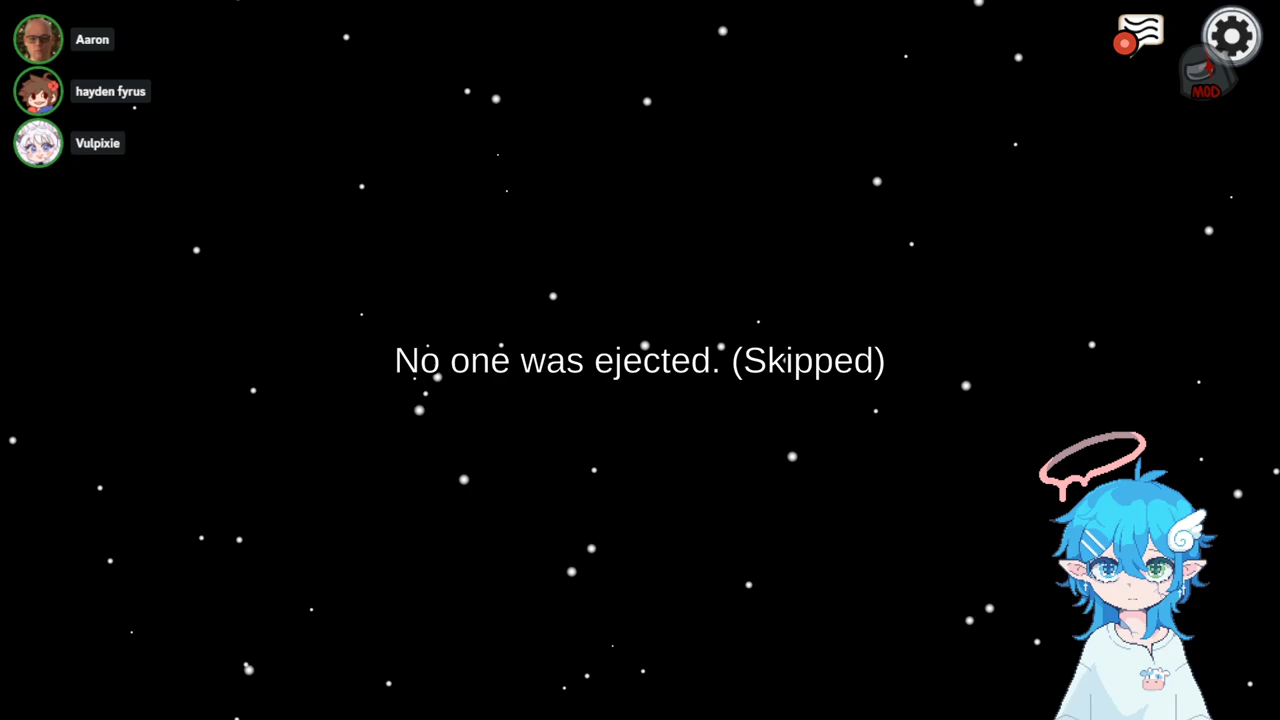 Aaron
hayden fyrus
Vulpixie
MOD
No one was ejected. (Skipped)